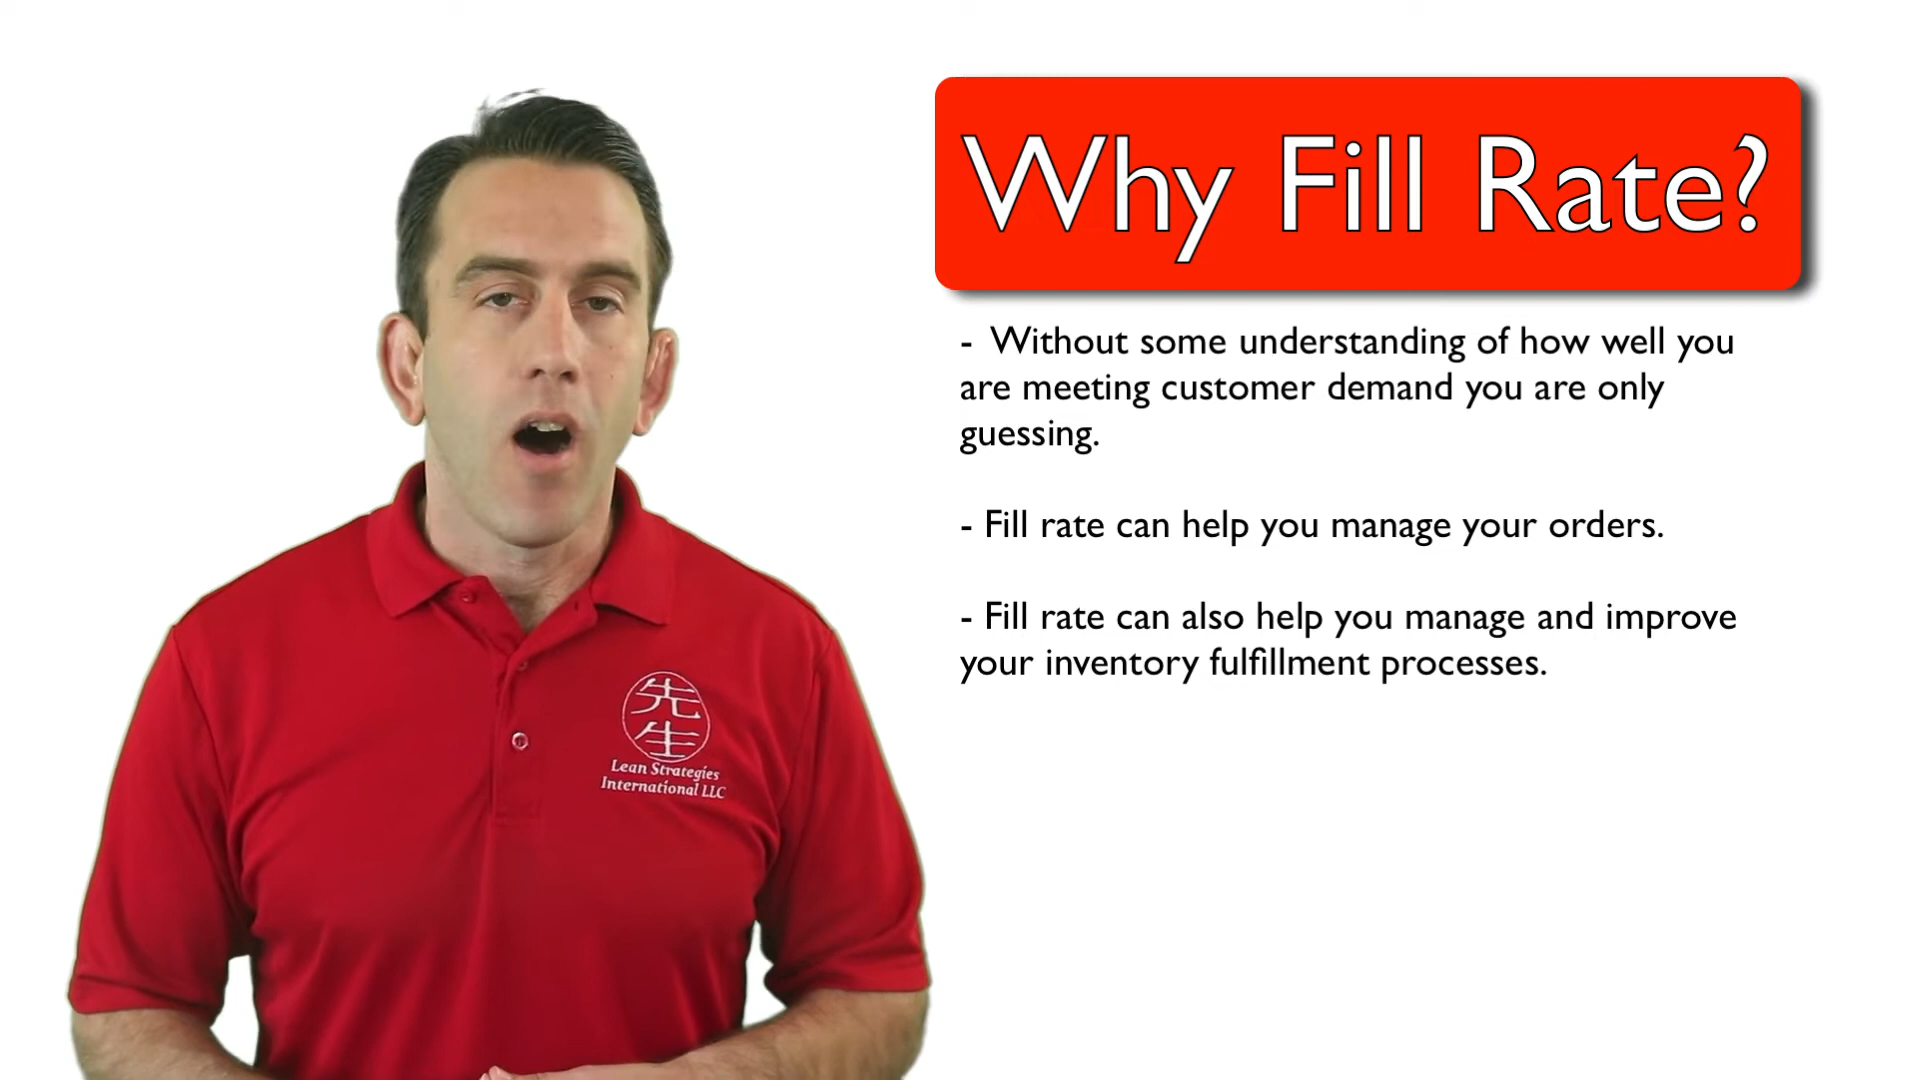 Why Fill Rate?
- Without some understanding of how well you
are meeting customer demand you are only
guessing.
- Fill rate can help you manage your orders.
- Fill rate can also help you manage and improve
your inventory fulfillment processes.
先
生
Lean Strategies
International LLC